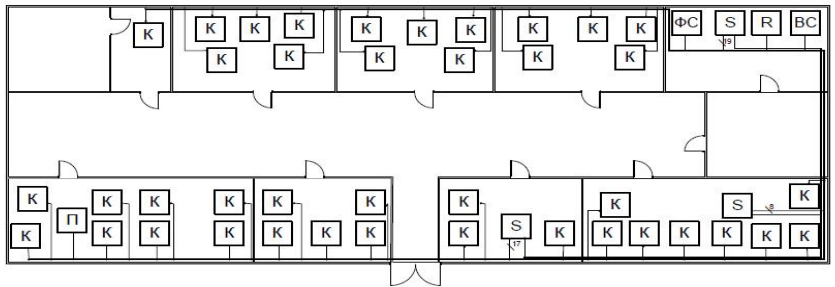 К К К К К К К К К К ФС S R ВС
19
К К К К К К
К К К К К К К К S К
8
К П К К К К К К К S К К К К К К К
17